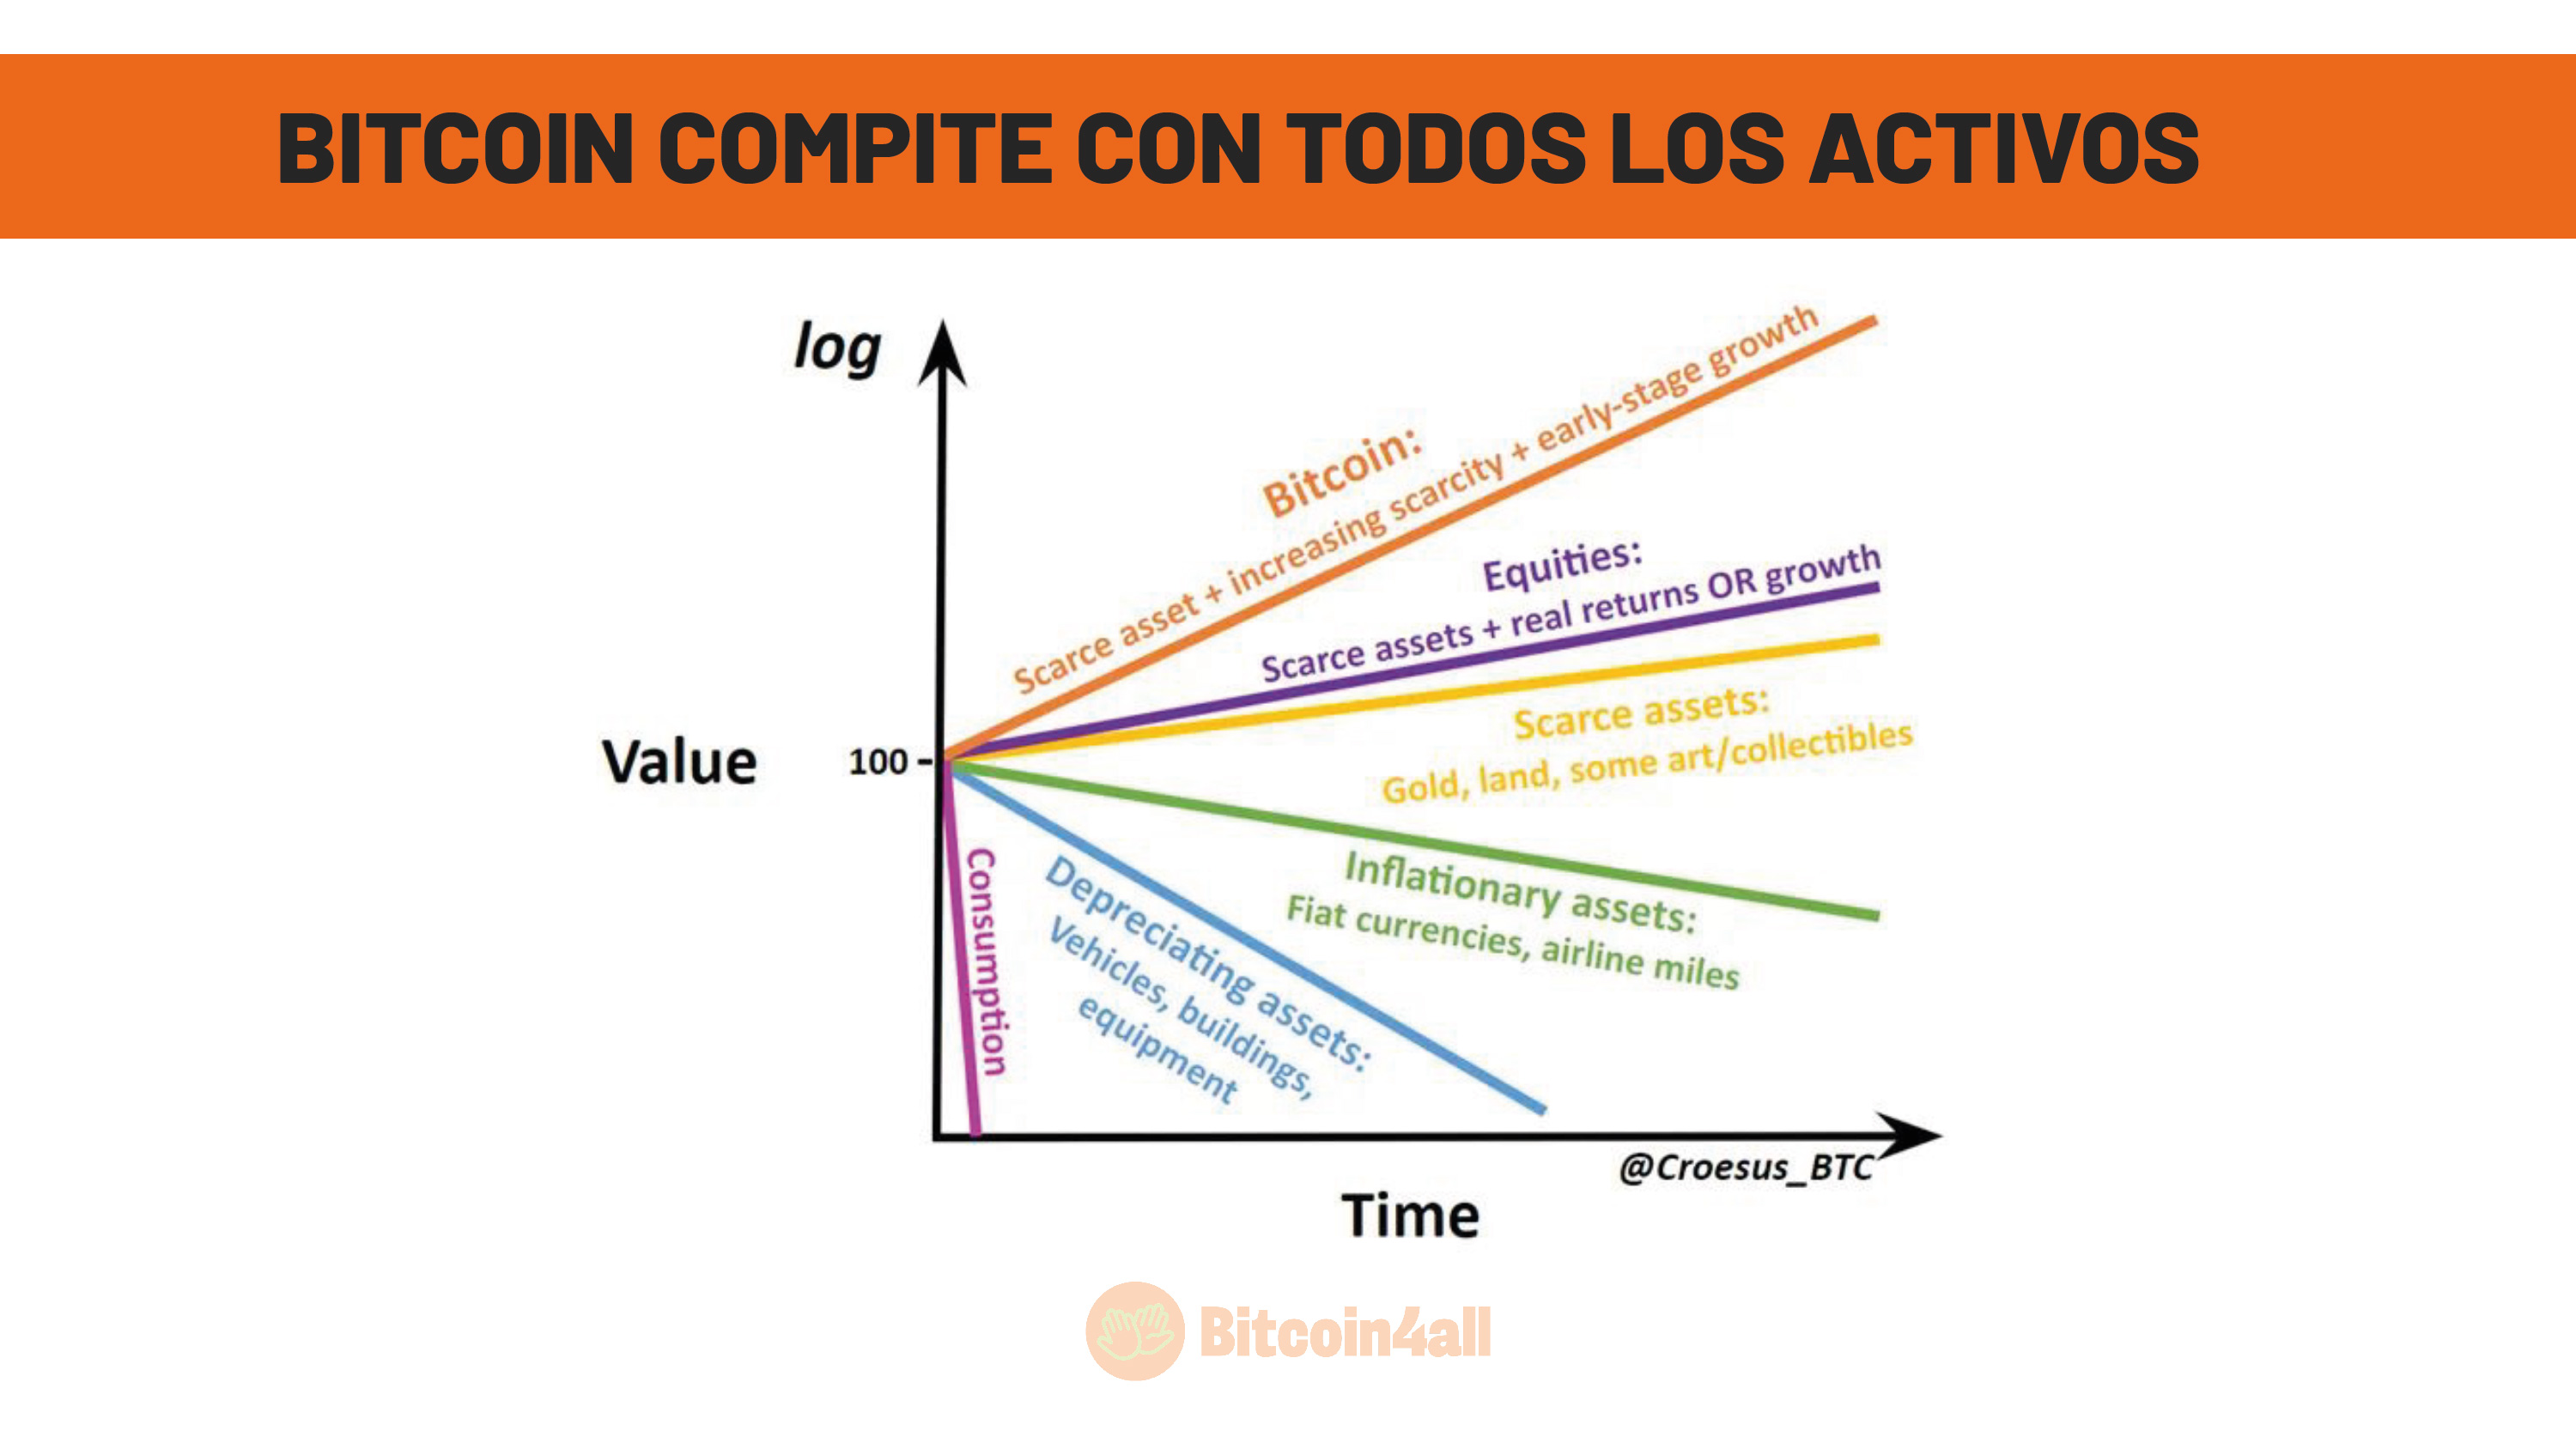 BITCOIN COMPITE CON TODOS LOS ACTIVOS
log
Bitcoin:
Scarce asset + increasing scarcity + early-stage growth
Equities:
Scarce assets + real returns OR growth
Scarce assets:
Gold, land, some art/collectibles
Value
100
Inflationary assets:
Fiat currencies, airline miles
Depreciating assets:
Vehicles, buildings,
equipment
Consumption
@Croesus_BTC
Time
Bitcoin4all